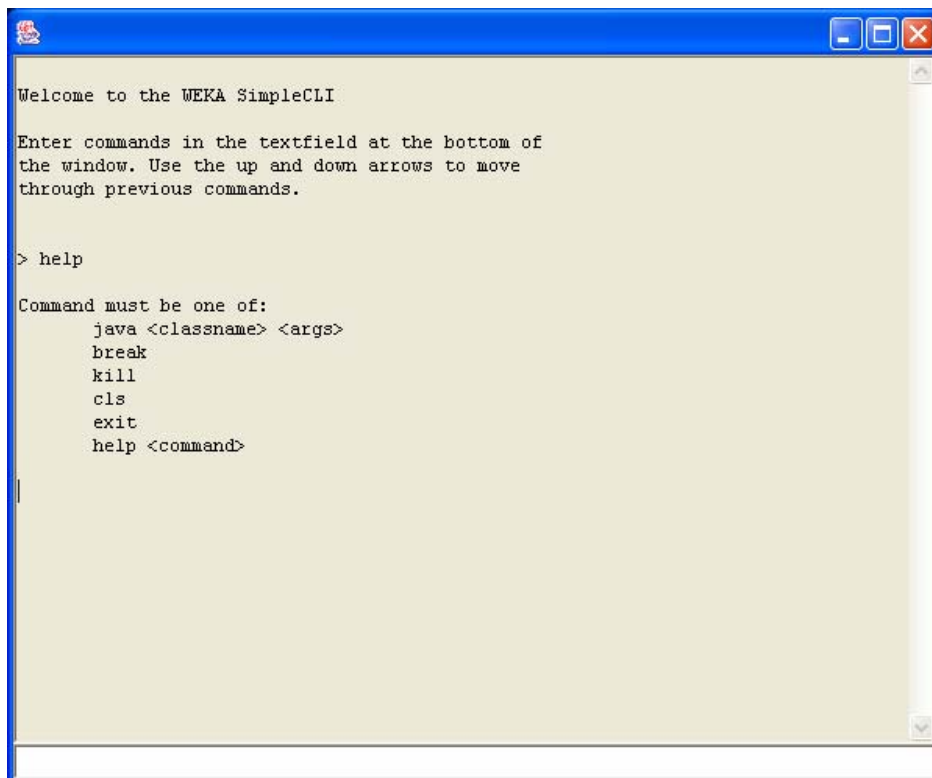 Welcome to the WEKA SimpleCLI
Enter commands in the textfield at the bottom of
the window. Use the up and down arrows to move
through previous commands.
> help
Command must be one of:
java <classname> <args>
break
kill
cls
exit
help <command>